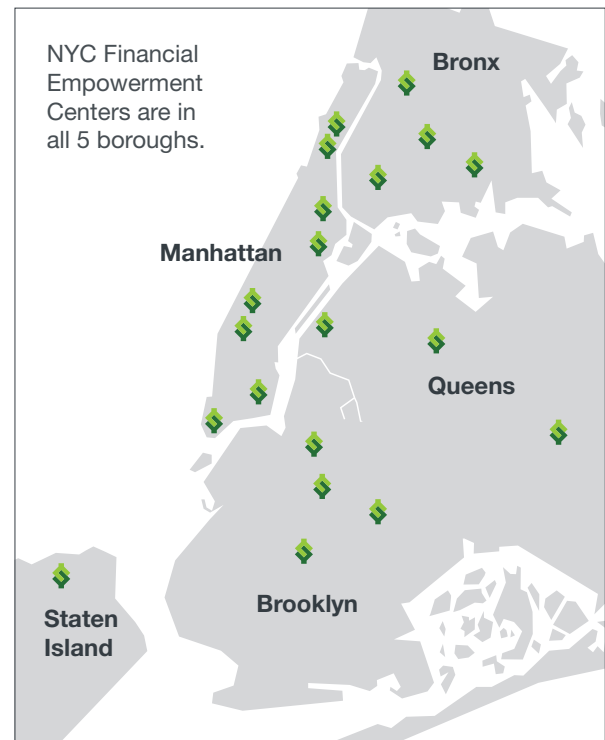 NYC Financial
Empowerment
Centers are in
all 5 boroughs.
Bronx
Manhattan
Queens
Brooklyn
Staten
Island